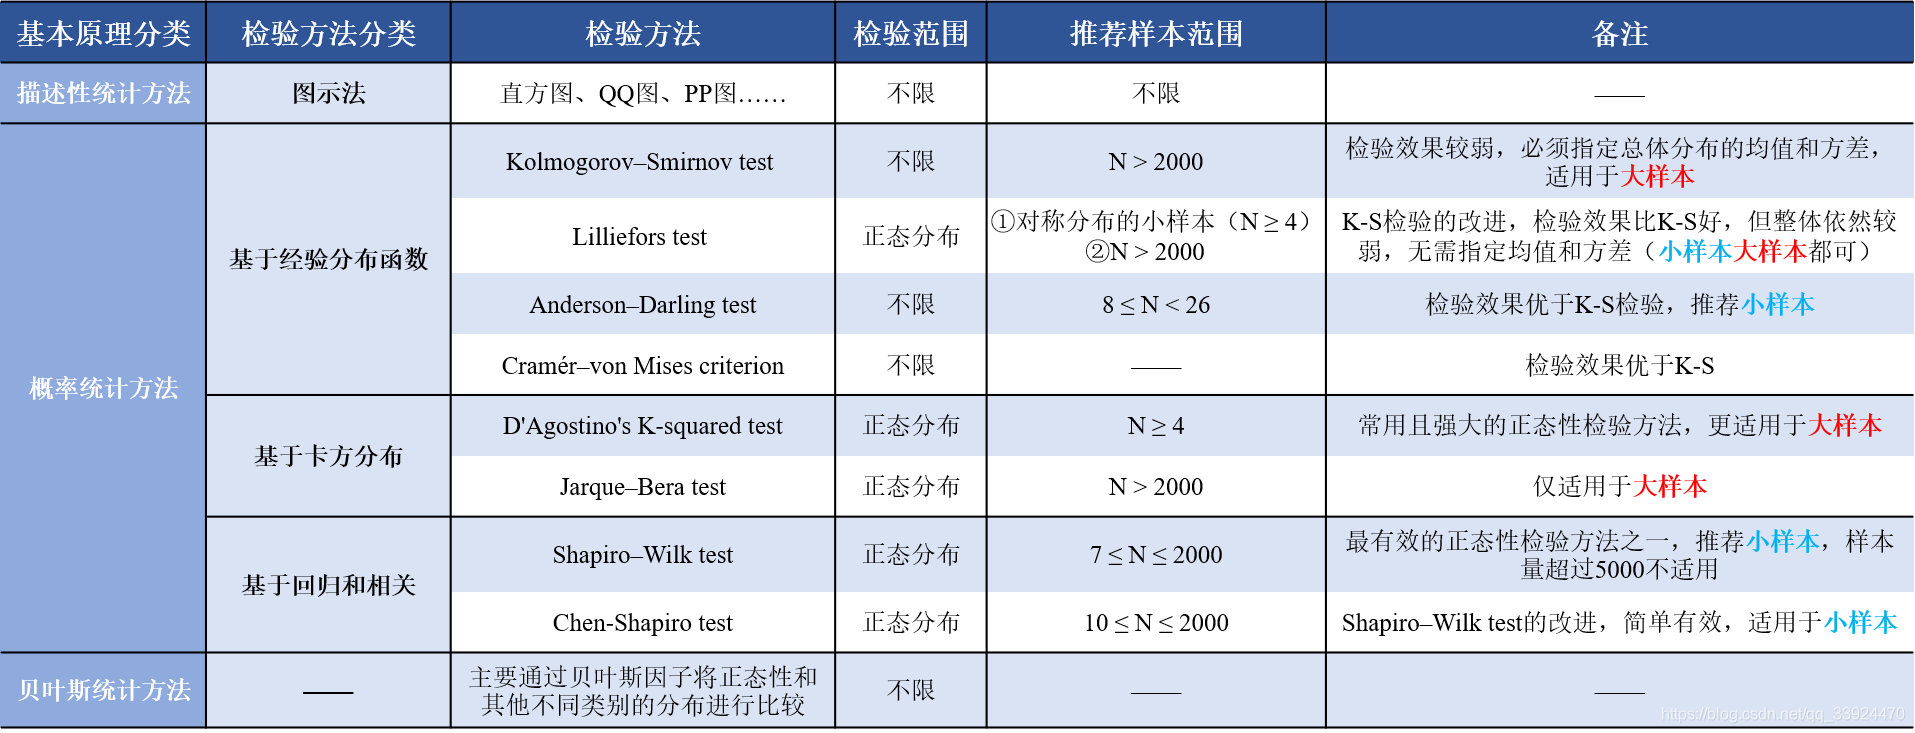 基本原理分类 检验方法分类 检验方法 检验范围 推荐样本范围 备注
描述性统计方法 图示法 直方图、QQ图、PP图…… 不限 不限 ——
概率统计方法
基于经验分布函数
Kolmogorov–Smirnov test 不限 N > 2000 检验效果较弱，必须指定总体分布的均值和方差，
适用于大样本
Lilliefors test 正态分布 ①对称分布的小样本（N ≥ 4）
②N > 2000
K-S检验的改进，检验效果比K-S好，但整体依然较
弱，无需指定均值和方差（小样本大样本都可）
Anderson–Darling test 不限 8 ≤ N < 26 检验效果优于K-S检验，推荐小样本
Cramér–von Mises criterion 不限 —— 检验效果优于K-S
基于卡方分布
D'Agostino's K-squared test 正态分布 N ≥ 4 常用且强大的正态性检验方法，更适用于大样本
Jarque–Bera test 正态分布 N > 2000 仅适用于大样本
基于回归和相关
Shapiro–Wilk test 正态分布 7 ≤ N ≤ 2000 最有效的正态性检验方法之一，推荐小样本，样本
量超过5000不适用
Chen-Shapiro test 正态分布 10 ≤ N ≤ 2000 Shapiro–Wilk test的改进，简单有效，适用于小样本
贝叶斯统计方法 —— 主要通过贝叶斯因子将正态性和
其他不同类别的分布进行比较
不限 —— ——
https://blog.csdn.net/qq_33924470